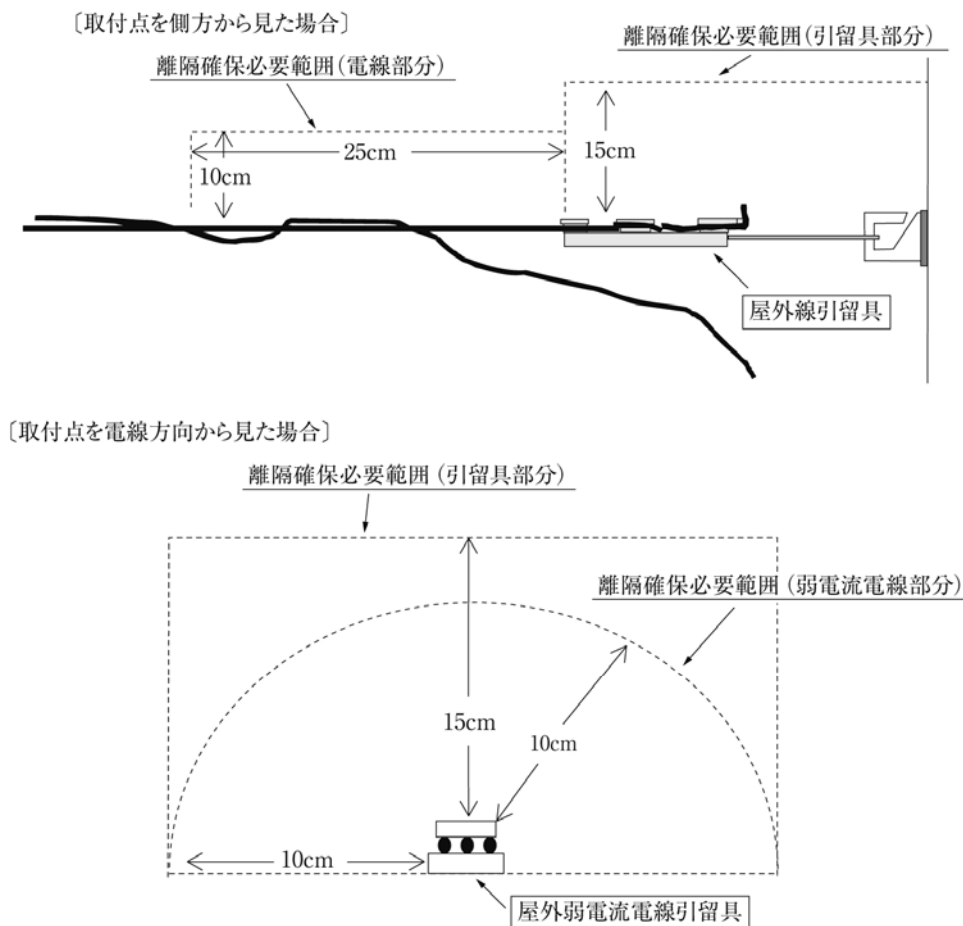 〔取付点を側方から見た場合〕
離隔確保必要範囲(引留具部分)
離隔確保必要範囲(電線部分)
25cm
10cm
15cm
屋外線引留具
〔取付点を電線方向から見た場合〕
離隔確保必要範囲(引留具部分)
離隔確保必要範囲(弱電流電線部分)
15cm
10cm
10cm
屋外弱電流電線引留具